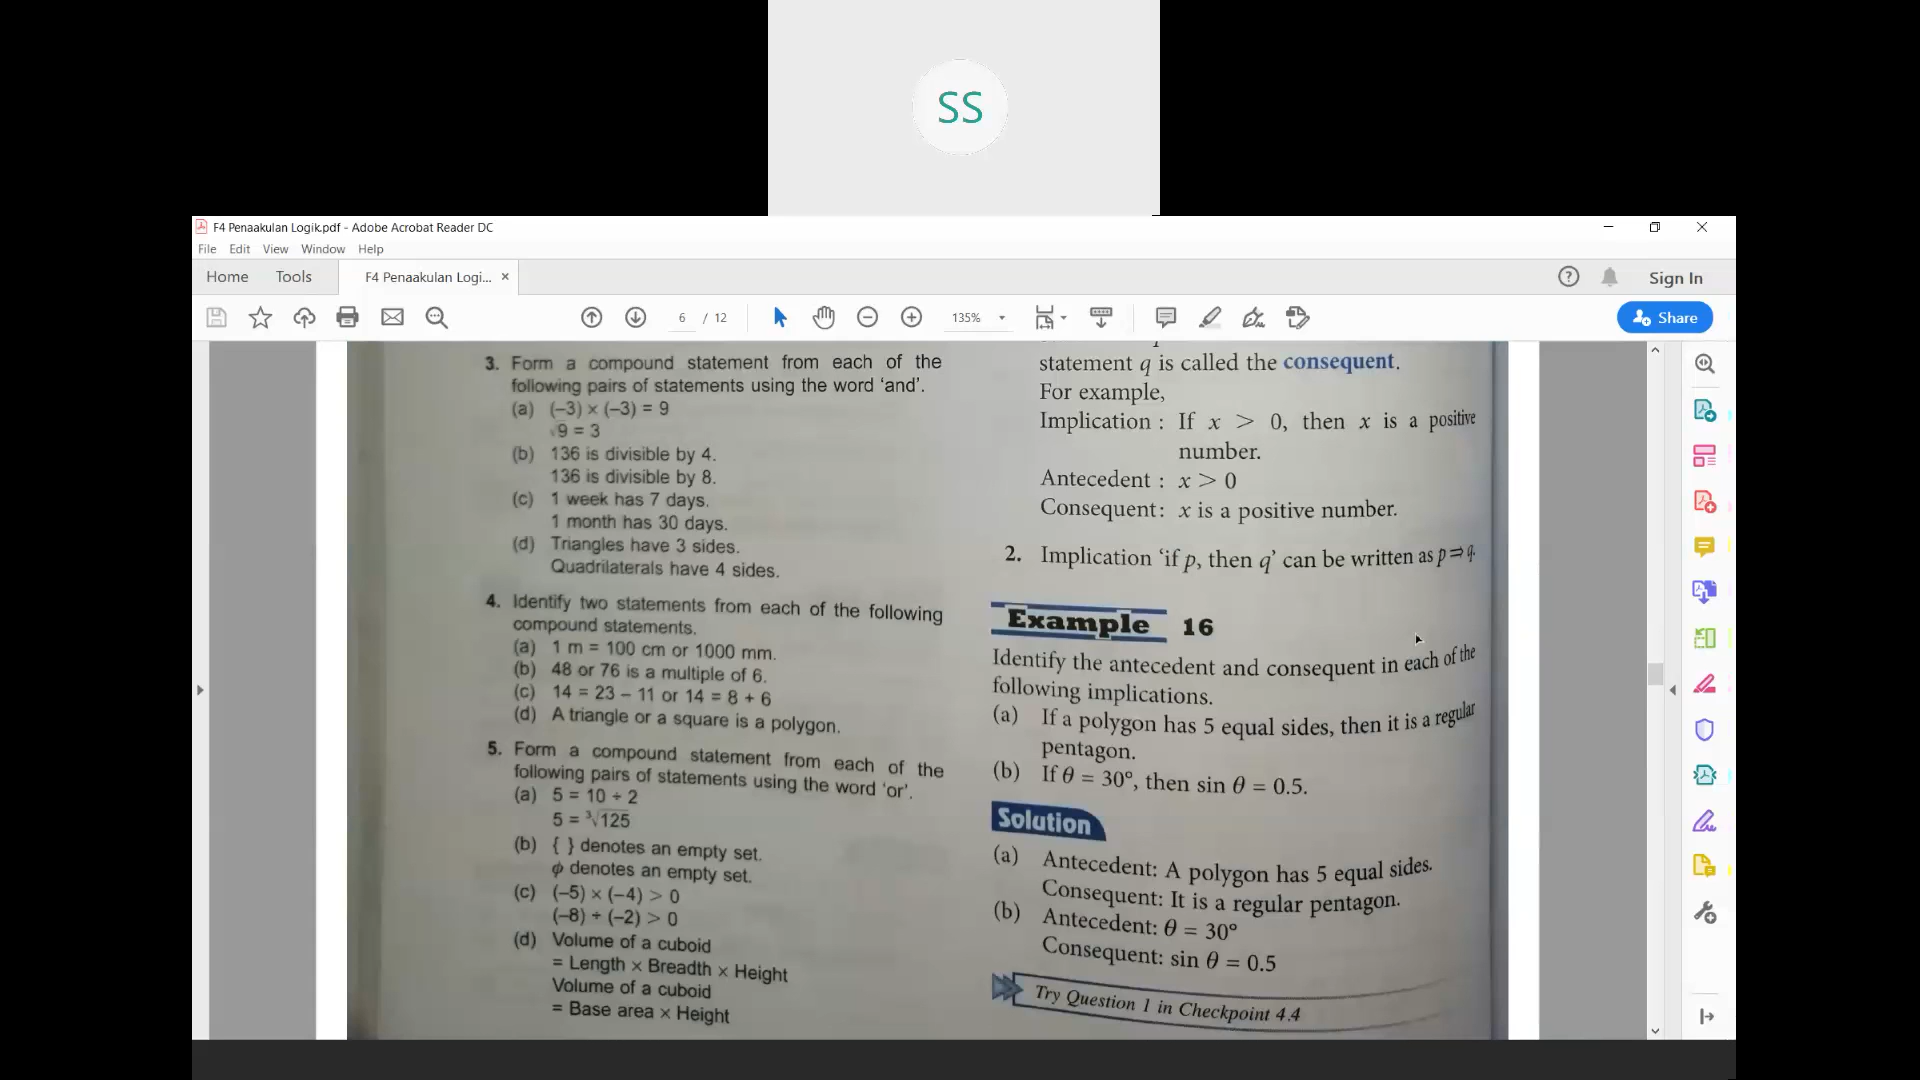 SS
F4 Penaakulan Logik.pdf - Adobe Acrobat Reader DC
File Edit View Window Help
Home Tools F4 Penaakulan Logi... × Sign In
6 / 12 135% Share
3. Form a compound statement from each of the
following pairs of statements using the word ‘and’.
(a) (–3) × (–3) = 9
√9 = 3
(b) 136 is divisible by 4.
136 is divisible by 8.
(c) 1 week has 7 days.
1 month has 30 days.
(d) Triangles have 3 sides.
Quadrilaterals have 4 sides.
4. Identify two statements from each of the following
compound statements.
(a) 1 m = 100 cm or 1000 mm.
(b) 48 or 76 is a multiple of 6.
(c) 14 = 23 – 11 or 14 = 8 + 6
(d) A triangle or a square is a polygon.
5. Form a compound statement from each of the
following pairs of statements using the word ‘or’.
(a) 5 = 10 ÷ 2
5 = ³√125
(b) { } denotes an empty set.
ϕ denotes an empty set.
(c) (–5) × (–4) > 0
(–8) ÷ (–2) > 0
(d) Volume of a cuboid
= Length × Breadth × Height
Volume of a cuboid
= Base area × Height
statement q is called the consequent.
For example,
Implication : If x > 0, then x is a positive
number.
Antecedent : x > 0
Consequent : x is a positive number.
2. Implication ‘if p, then q’ can be written as p ⇒ q.
Example 16
Identify the antecedent and consequent in each of the
following implications.
(a) If a polygon has 5 equal sides, then it is a regular
pentagon.
(b) If θ = 30°, then sin θ = 0.5.
Solution
(a) Antecedent: A polygon has 5 equal sides.
Consequent: It is a regular pentagon.
(b) Antecedent: θ = 30°
Consequent: sin θ = 0.5
Try Question 1 in Checkpoint 4.4